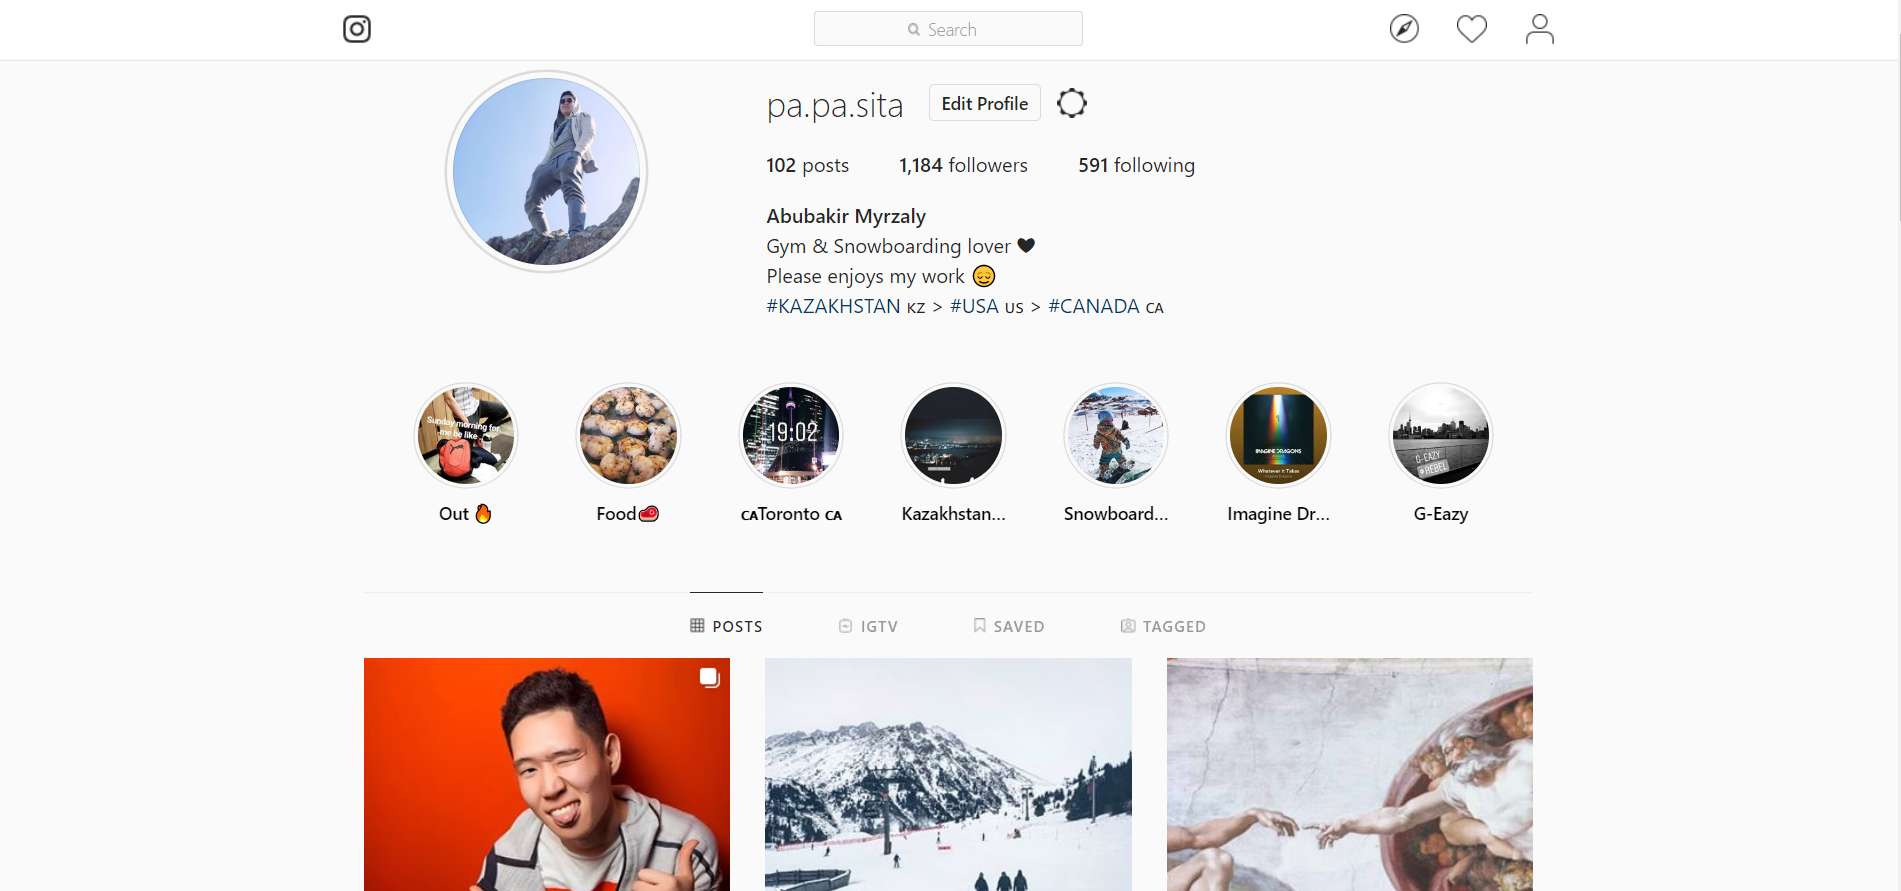 Search
pa.pa.sita Edit Profile
102 posts 1,184 followers 591 following
Abubakir Myrzaly
Gym & Snowboarding lover 🖤
Please enjoys my work 😌
#KAZAKHSTAN KZ > #USA US > #CANADA CA
Sunday morning for
me be like
19:02
IMAGINE DRAGONS
Whatever It Takes
G-EAZY
@REBEL
Out 🔥
Food🥩
CAToronto CA
Kazakhstan...
Snowboard...
Imagine Dr...
G-Eazy
POSTS
IGTV
SAVED
TAGGED